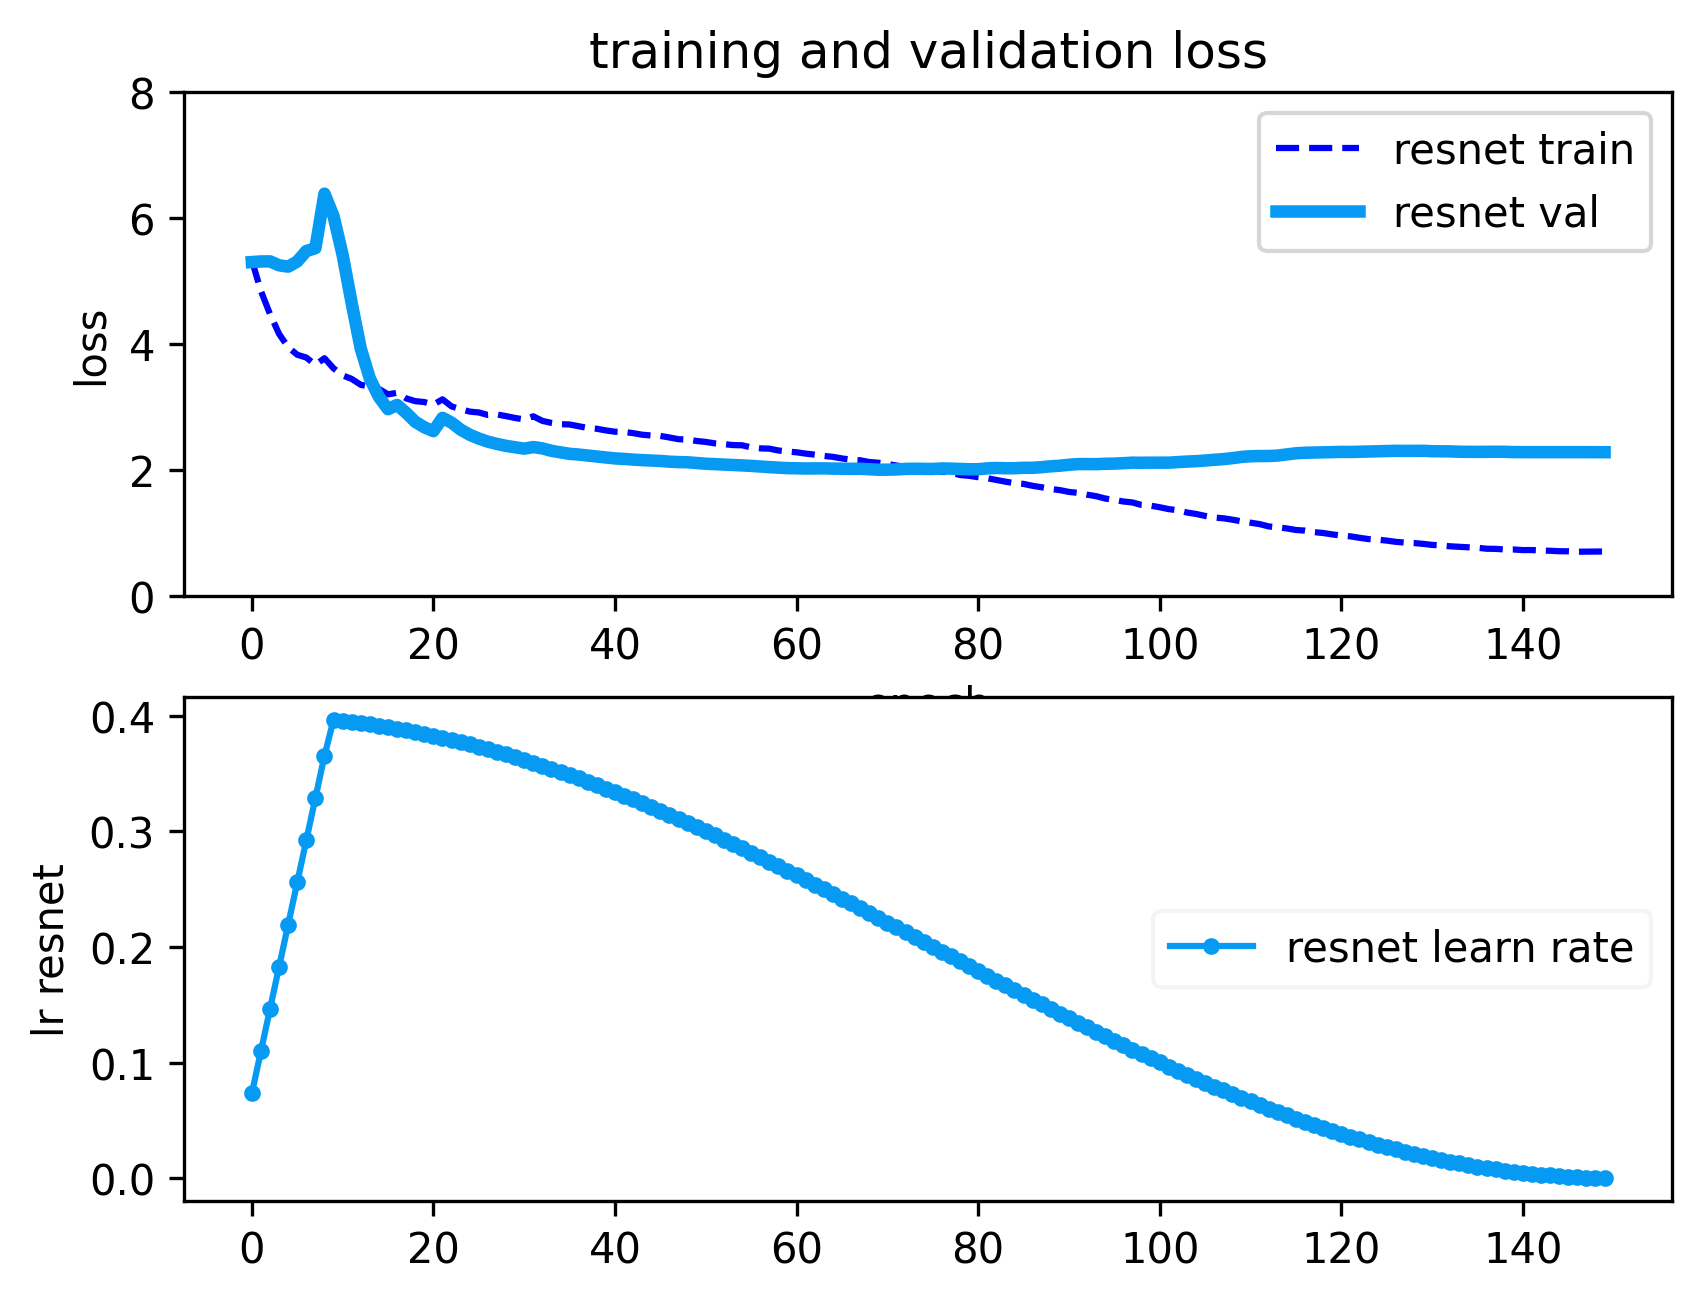 training and validation loss
8
6
4
2
0
loss
resnet train
resnet val
0 20 40 60 80 100 120 140
0.4
0.3
0.2
0.1
0.0
lr resnet
resnet learn rate
0 20 40 60 80 100 120 140